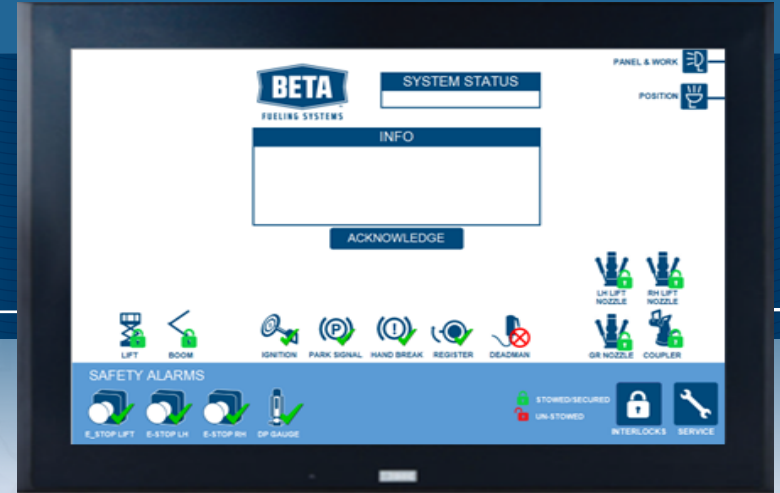 PANEL & WORK
BETA
FUELING SYSTEMS
SYSTEM STATUS
POSITION
INFO
ACKNOWLEDGE
LH LIFT
NOZZLE
RH LIFT
NOZZLE
LIFT
BOOM
IGNITION
(P)
PARK SIGNAL
(!)
HAND BREAK
REGISTER
DEADMAN
GR NOZZLE
COUPLER
SAFETY ALARMS
E_STOP LIFT
E-STOP LH
E-STOP RH
DP GAUGE
STOWED/SECURED
UN-STOWED
INTERLOCKS
SERVICE